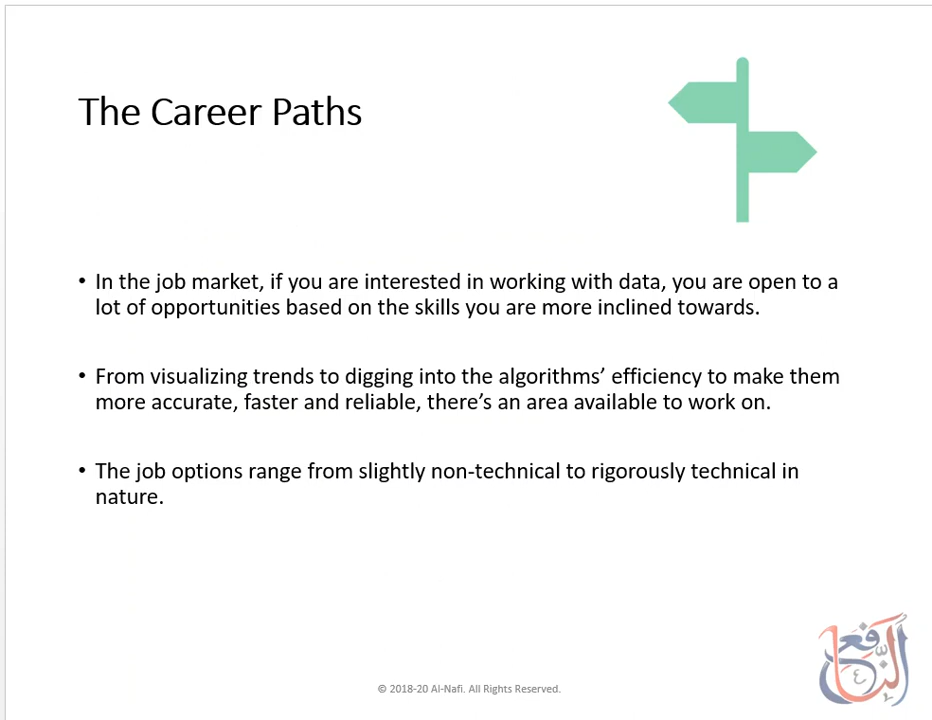 The Career Paths
• In the job market, if you are interested in working with data, you are open to a
lot of opportunities based on the skills you are more inclined towards.
• From visualizing trends to digging into the algorithms’ efficiency to make them
more accurate, faster and reliable, there’s an area available to work on.
• The job options range from slightly non-technical to rigorously technical in
nature.
© 2018-20 Al-Nafi. All Rights Reserved.
النافع